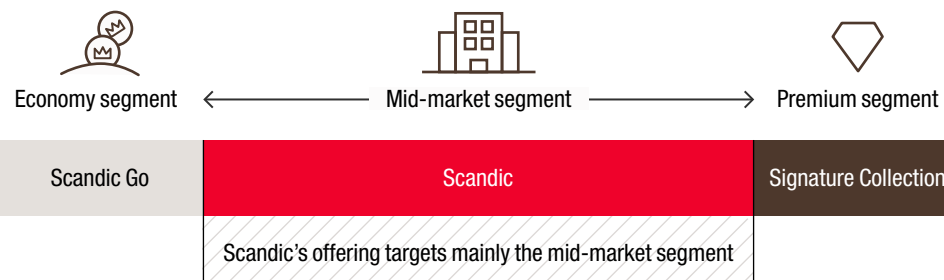 Economy segment
Mid-market segment
Premium segment
Scandic Go
Scandic
Signature Collection
Scandic’s offering targets mainly the mid-market segment